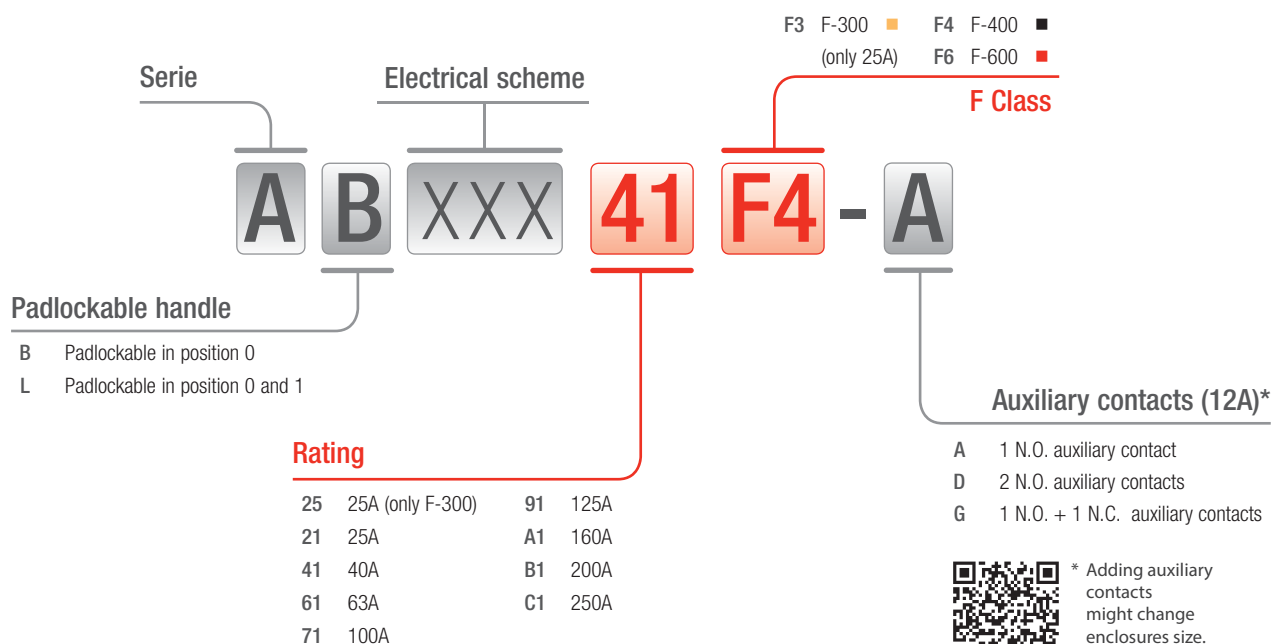 F3 F-300 F4 F-400
(only 25A) F6 F-600
F Class
Serie
Electrical scheme
A B XXX 41 F4 - A
Padlockable handle
B Padlockable in position 0
L Padlockable in position 0 and 1
Rating
25 25A (only F-300) 91 125A
21 25A A1 160A
41 40A B1 200A
61 63A C1 250A
71 100A
Auxiliary contacts (12A)*
A 1 N.O. auxiliary contact
D 2 N.O. auxiliary contacts
G 1 N.O. + 1 N.C. auxiliary contacts
* Adding auxiliary
contacts
might change
enclosures size.